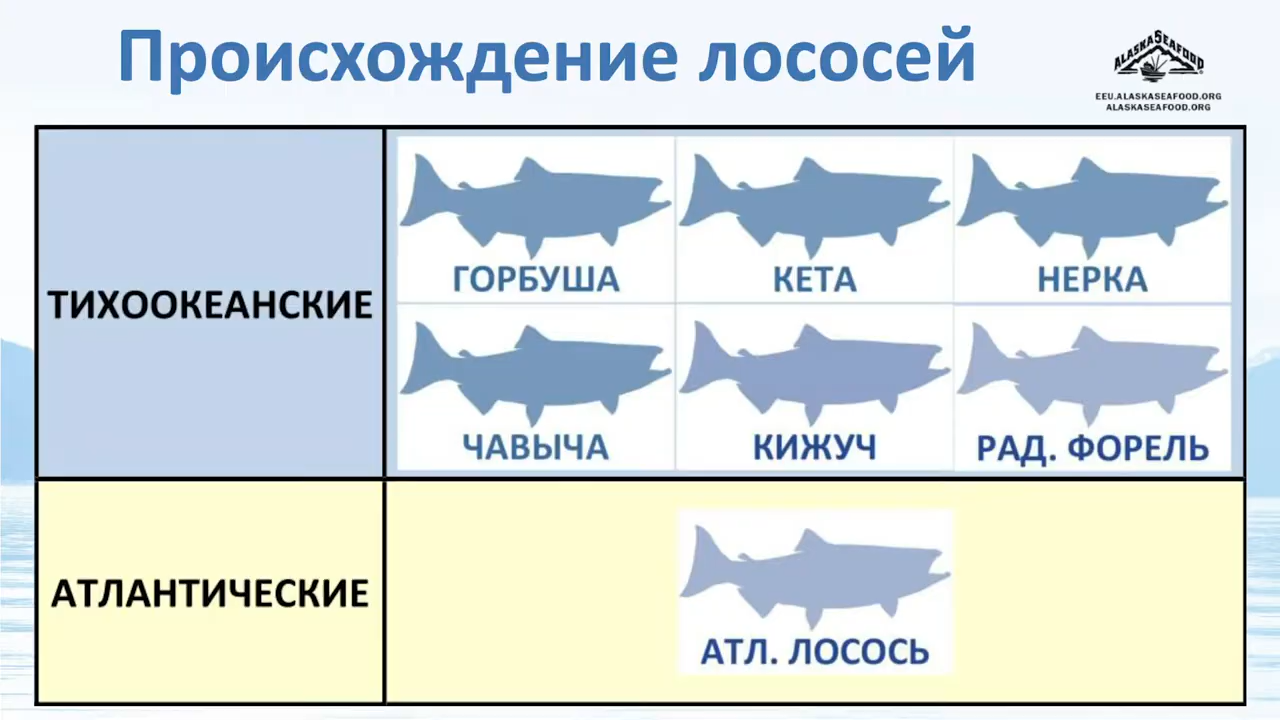 Происхождение лососей
ALASKA SEAFOOD
EEU.ALASKASEAFOOD.ORG
ALASKASEAFOOD.ORG
ТИХООКЕАНСКИЕ
ГОРБУША
КЕТА
НЕРКА
ЧАВЫЧА
КИЖУЧ
РАД. ФОРЕЛЬ
АТЛАНТИЧЕСКИЕ
АТЛ. ЛОСОСЬ